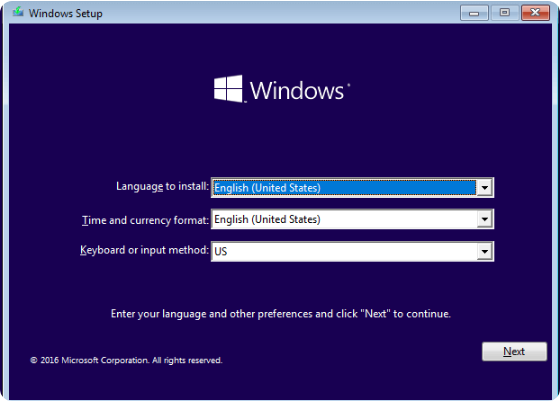 Windows Setup
Windows
Language to install: English (United States)
Time and currency format: English (United States)
Keyboard or input method: US
Enter your language and other preferences and click "Next" to continue.
Next
© 2016 Microsoft Corporation. All rights reserved.